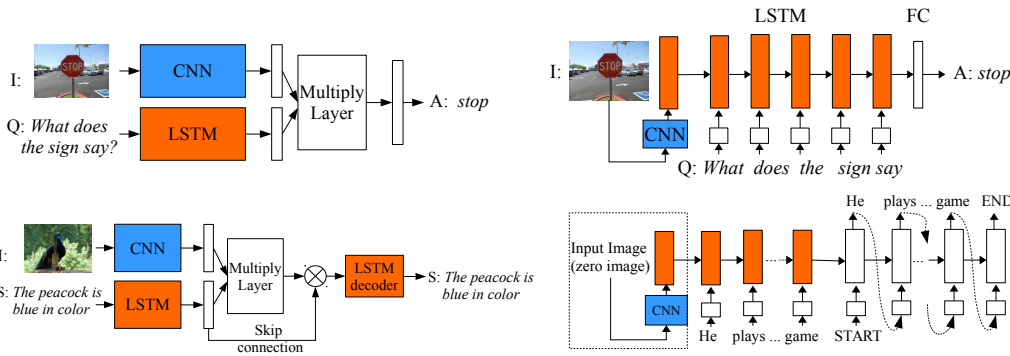 I:
STOP
CNN
Q: What does
the sign say?
LSTM
Multiply
Layer
A: stop
LSTM
FC
I:
STOP
CNN
A: stop
Q: What does the sign say
I:
CNN
S: The peacock is
blue in color
LSTM
Multiply
Layer
Skip
connection
LSTM
decoder
S: The peacock is
blue in color
He plays ... game END
Input Image
(zero image)
CNN
...
...
He plays ... game START